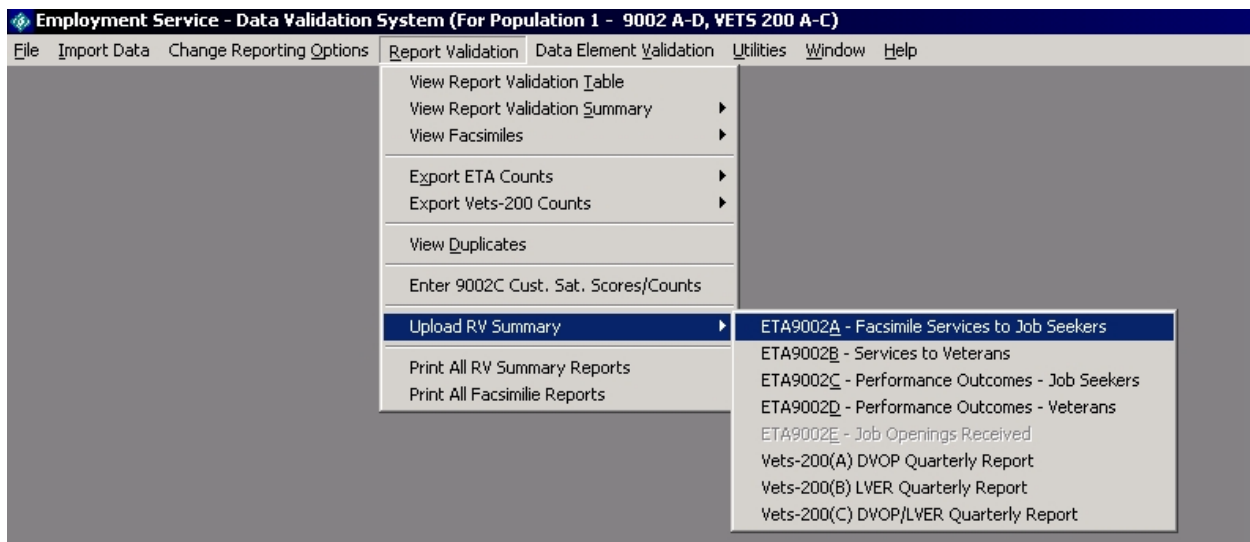 Employment Service - Data Validation System (For Population 1 - 9002 A-D, VETS 200 A-C)
File Import Data Change Reporting Options Report Validation Data Element Validation Utilities Window Help
View Report Validation Table
View Report Validation Summary
View Facsimiles
Export ETA Counts
Export Vets-200 Counts
View Duplicates
Enter 9002C Cust. Sat. Scores/Counts
Upload RV Summary
Print All RV Summary Reports
Print All Facsimilie Reports
ETA9002A - Facsimile Services to Job Seekers
ETA9002B - Services to Veterans
ETA9002C - Performance Outcomes - Job Seekers
ETA9002D - Performance Outcomes - Veterans
ETA9002E - Job Openings Received
Vets-200(A) DVOP Quarterly Report
Vets-200(B) LVER Quarterly Report
Vets-200(C) DVOP/LVER Quarterly Report